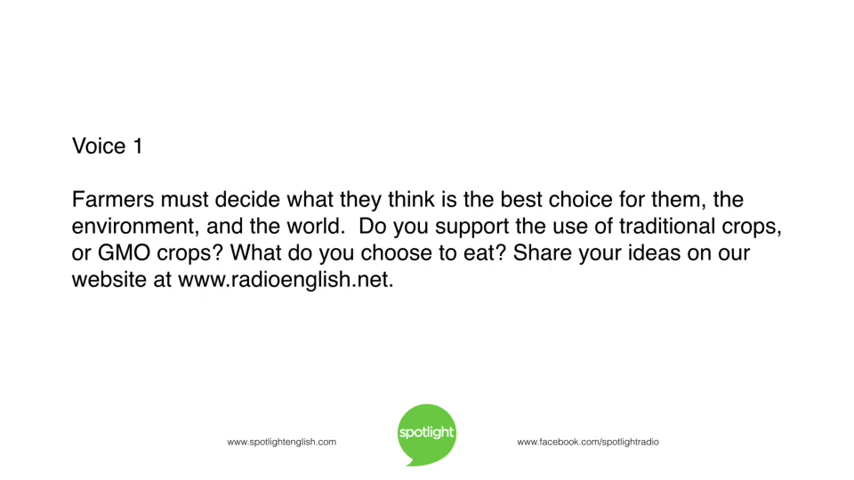 Voice 1
Farmers must decide what they think is the best choice for them, the
environment, and the world.  Do you support the use of traditional crops,
or GMO crops? What do you choose to eat? Share your ideas on our
website at www.radioenglish.net.
www.spotlightenglish.com
spotlight
www.facebook.com/spotlightradio